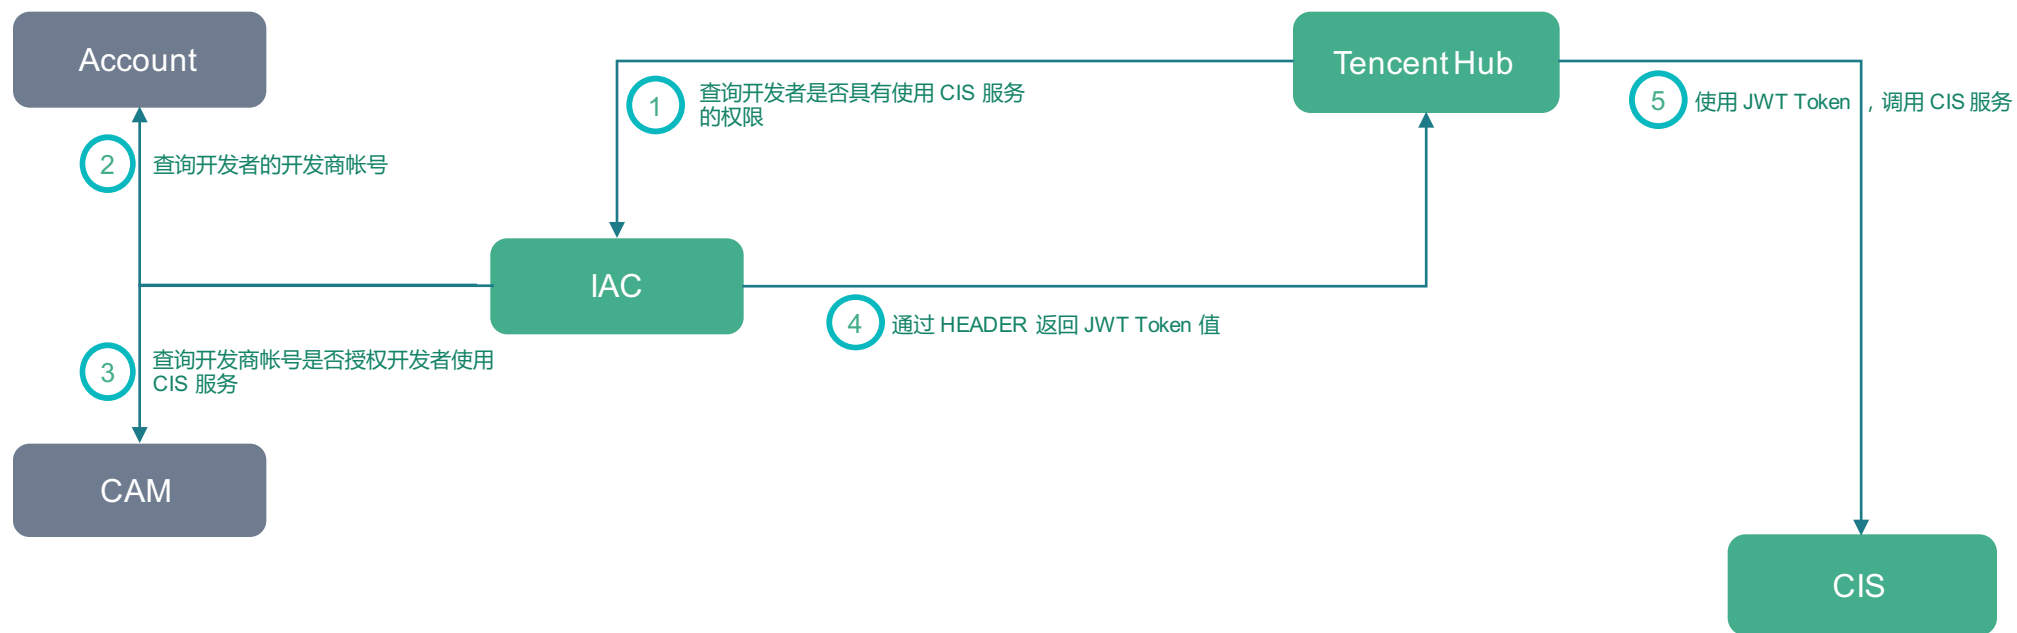 Account
TencentHub
1
查询开发者是否具有使用 CIS 服务
的权限
5
使用 JWT Token ，调用 CIS 服务
2
查询开发者的开发商帐号
IAC
4
通过 HEADER 返回 JWT Token 值
3
查询开发商帐号是否授权开发者使用
CIS 服务
CAM
CIS